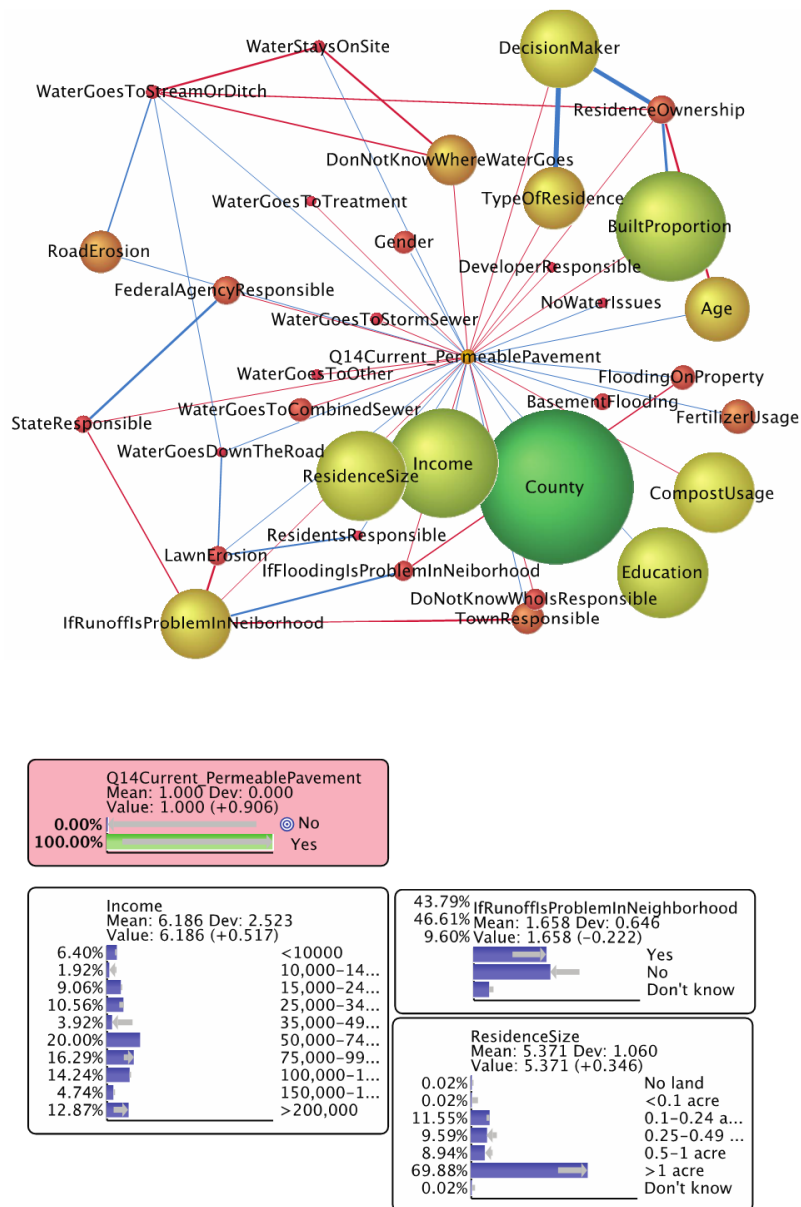 DecisionMaker
WaterStaysOnSite
WaterGoesToStreamOrDitch
ResidenceOwnership
DonNotKnowWhereWaterGoes
WaterGoesToTreatment
TypeOfResidence
BuiltProportion
Gender
RoadErosion
DeveloperResponsible
FederalAgencyResponsible
NoWaterIssues
Age
WaterGoesToStormSewer
Q14Current_PermeablePavement
WaterGoesToOther
FloodingOnProperty
BasementFlooding
WaterGoesToCombinedSewer
FertilizerUsage
StateResponsible
WaterGoesDownTheRoad
Income
ResidenceSize
County
CompostUsage
ResidentsResponsible
LawnErosion
IfFloodingIsProblemInNeiborhood
Education
DoNotKnowWhoIsResponsible
TownResponsible
IfRunoffIsProblemInNeiborhood
Q14Current_PermeablePavement
Mean: 1.000 Dev: 0.000
Value: 1.000 (+0.906)
0.00% No
100.00% Yes
Income
Mean: 6.186 Dev: 2.523
Value: 6.186 (+0.517)
6.40% <10000
1.92% 10,000-14...
9.06% 15,000-24...
10.56% 25,000-34...
3.92% 35,000-49...
20.00% 50,000-74...
16.29% 75,000-99...
14.24% 100,000-1...
4.74% 150,000-1...
12.87% >200,000
43.79% IfRunoffIsProblemInNeighborhood
46.61% Mean: 1.658 Dev: 0.646
9.60% Value: 1.658 (-0.222)
Yes
No
Don't know
ResidenceSize
Mean: 5.371 Dev: 1.060
Value: 5.371 (+0.346)
0.02% No land
0.02% <0.1 acre
11.55% 0.1-0.24 a...
9.59% 0.25-0.49 ...
8.94% 0.5-1 acre
69.88% >1 acre
0.02% Don't know